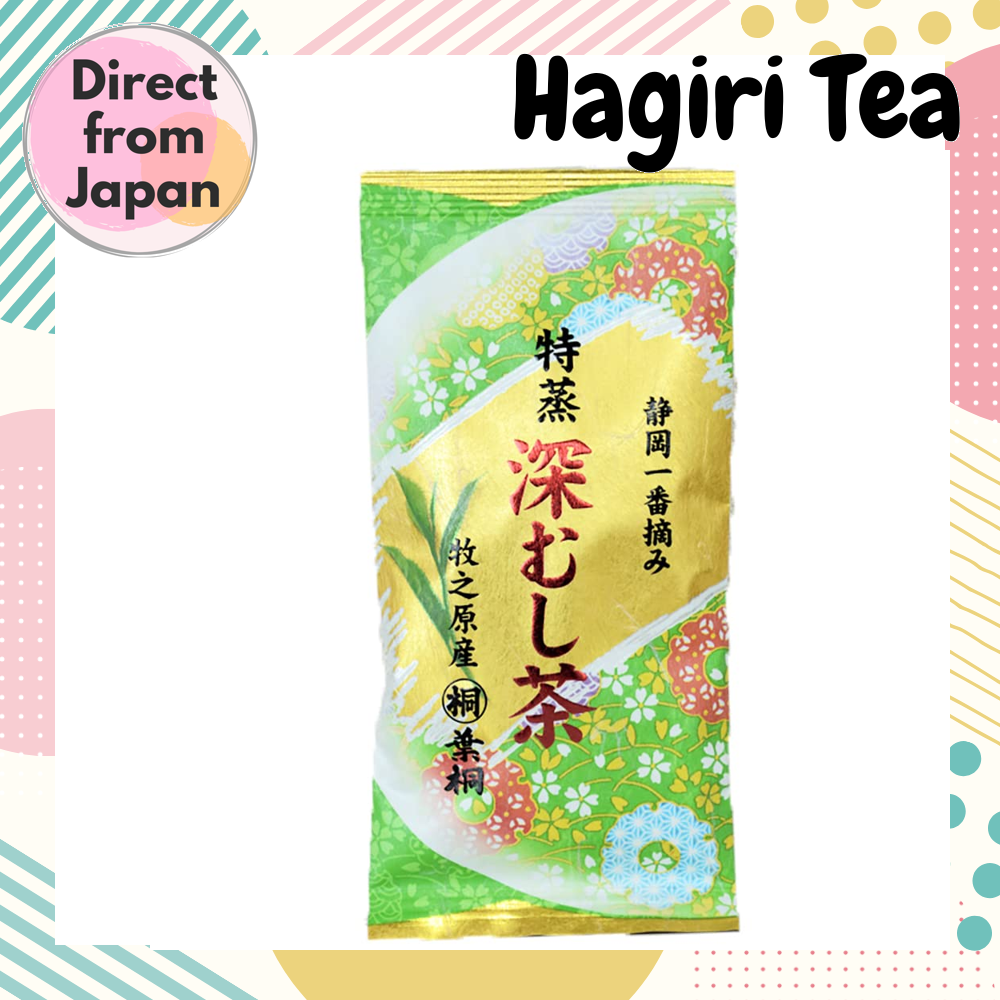 Direct
from
Japan
Hagiri Tea
静岡一番摘み
特蒸
深むし茶
牧之原産
桐
葉桐